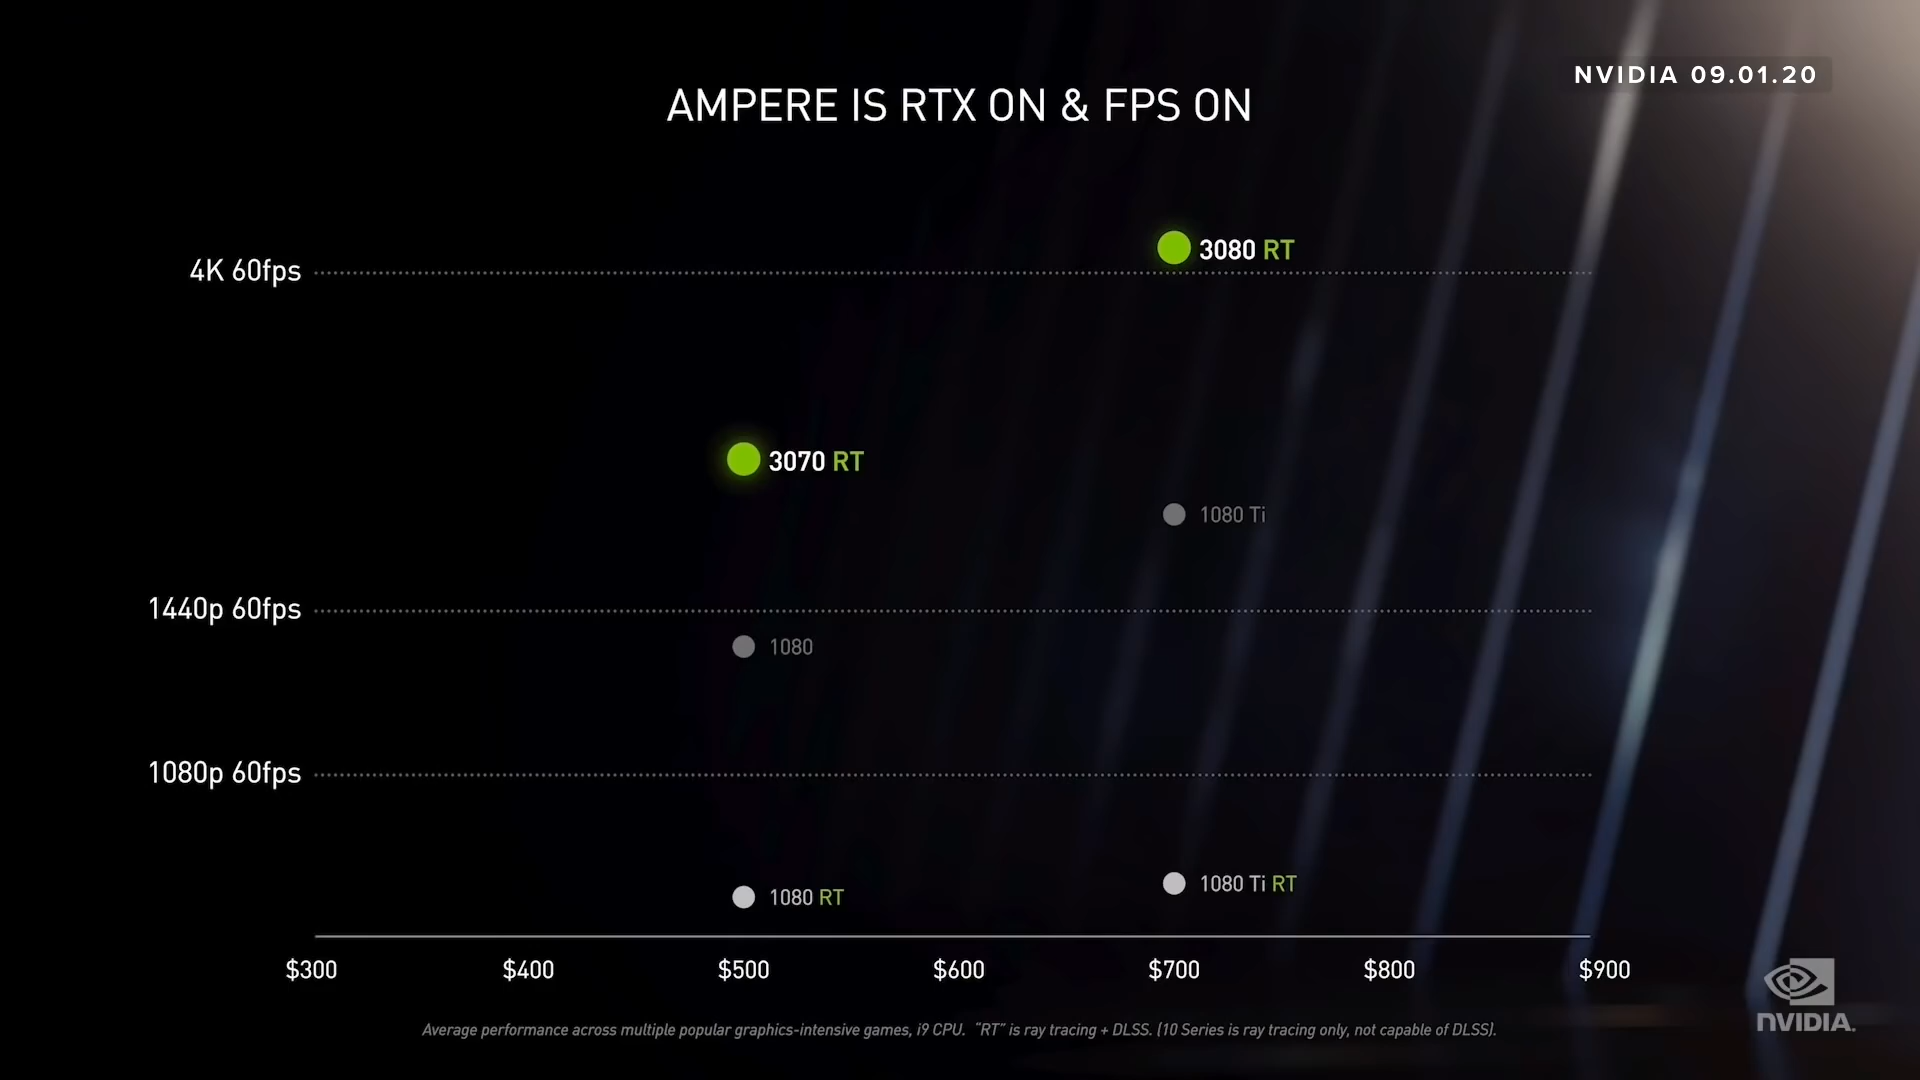 NVIDIA 09.01.20
AMPERE IS RTX ON & FPS ON
4K 60fps
3080 RT
3070 RT
1080 Ti
1440p 60fps
1080
1080p 60fps
1080 RT
1080 Ti RT
$300 $400 $500 $600 $700 $800 $900
Average performance across multiple popular graphics-intensive games, i9 CPU. "RT" is ray tracing + DLSS. (10 Series is ray tracing only, not capable of DLSS).
NVIDIA.